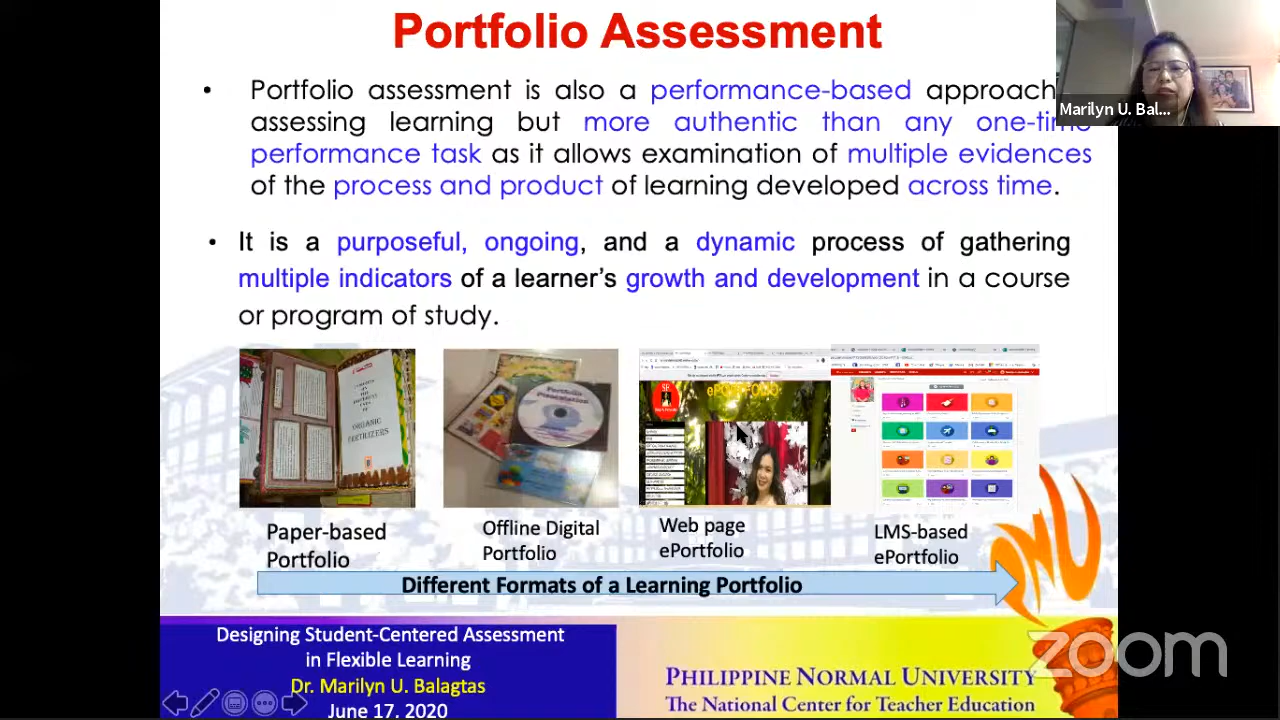 Portfolio Assessment
• Portfolio assessment is also a performance-based approach
assessing learning but more authentic than any one-time
performance task as it allows examination of multiple evidences
of the process and product of learning developed across time.
• It is a purposeful, ongoing, and a dynamic process of gathering
multiple indicators of a learner's growth and development in a course
or program of study.
Marilyn U. Bal...
ORGANIC
FERTILIZERS
Portfolio
Presentation
ePORTFOLIO
Paper-based
Portfolio
Offline Digital
Portfolio
Web page
ePortfolio
LMS-based
ePortfolio
Different Formats of a Learning Portfolio
PNU
Designing Student-Centered Assessment
in Flexible Learning
Dr. Marilyn U. Balagtas
June 17, 2020
PHILIPPINE NORMAL UNIVERSITY
The National Center for Teacher Education
zoom